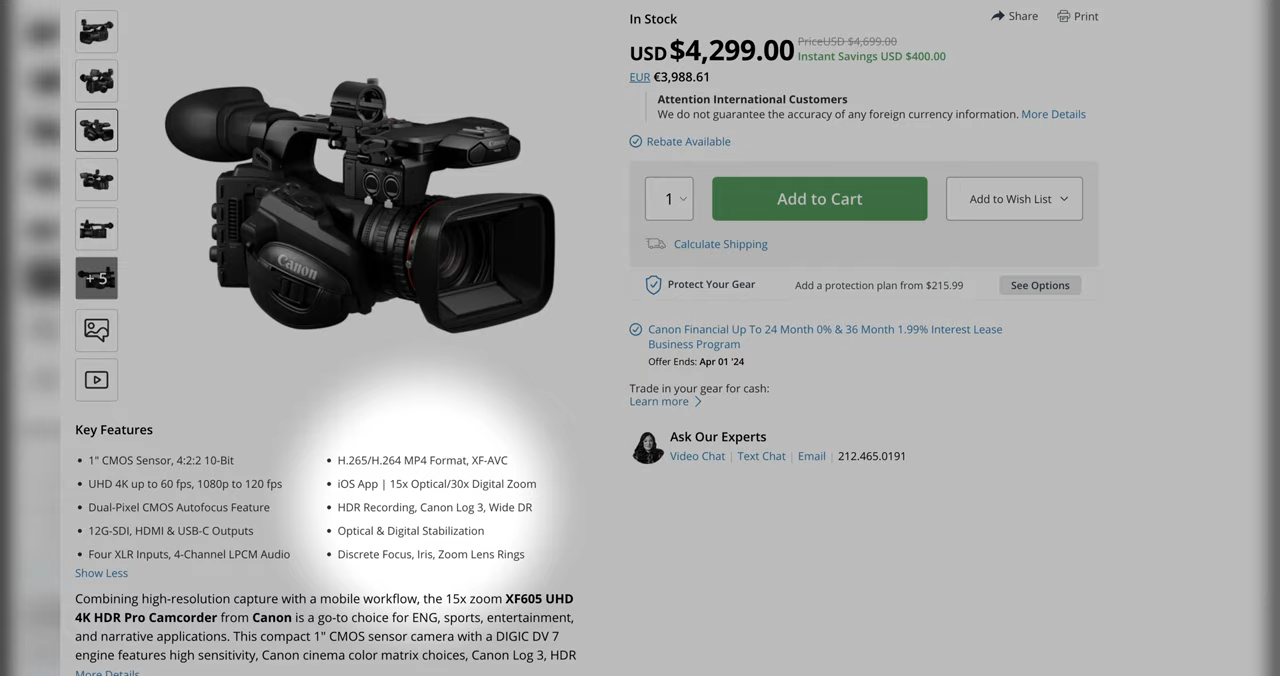 + 5
Canon
Key Features
• 1" CMOS Sensor, 4:2:2 10-Bit
• UHD 4K up to 60 fps, 1080p to 120 fps
• Dual-Pixel CMOS Autofocus Feature
• 12G-SDI, HDMI & USB-C Outputs
• Four XLR Inputs, 4-Channel LPCM Audio
• H.265/H.264 MP4 Format, XF-AVC
• iOS App | 15x Optical/30x Digital Zoom
• HDR Recording, Canon Log 3, Wide DR
• Optical & Digital Stabilization
• Discrete Focus, Iris, Zoom Lens Rings
Show Less
Combining high-resolution capture with a mobile workflow, the 15x zoom XF605 UHD
4K HDR Pro Camcorder from Canon is a go-to choice for ENG, sports, entertainment,
and narrative applications. This compact 1" CMOS sensor camera with a DIGIC DV 7
engine features high sensitivity, Canon cinema color matrix choices, Canon Log 3, HDR
More Details
In Stock
Share
Print
USD $4,299.00
PriceUSD $4,699.00
Instant Savings USD $400.00
EUR €3,988.61
Attention International Customers
We do not guarantee the accuracy of any foreign currency information. More Details
Rebate Available
1
Add to Cart
Add to Wish List
Calculate Shipping
Protect Your Gear
Add a protection plan from $215.99
See Options
Canon Financial Up To 24 Month 0% & 36 Month 1.99% Interest Lease
Business Program
Offer Ends: Apr 01 '24
Trade in your gear for cash:
Learn more
Ask Our Experts
Video Chat | Text Chat | Email | 212.465.0191